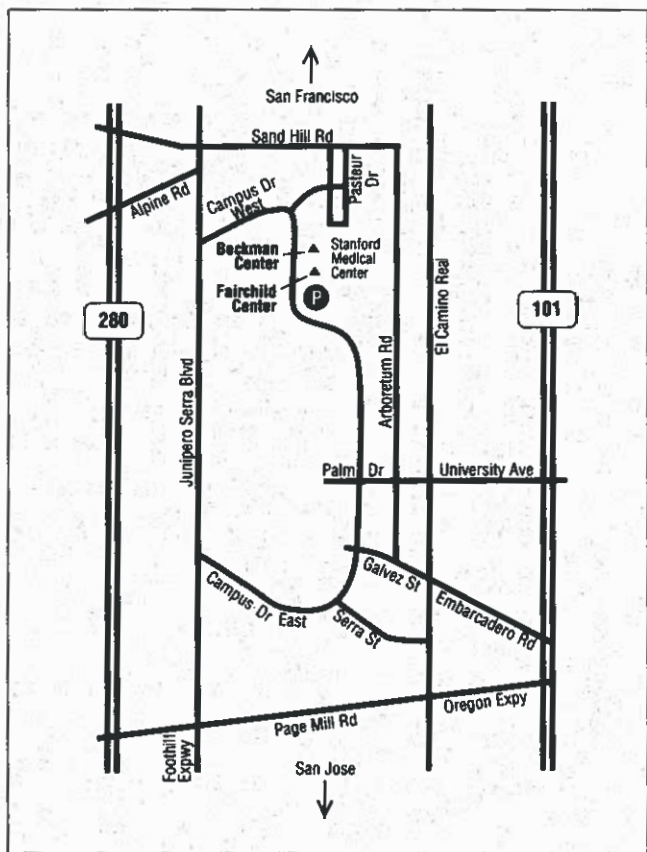 San Francisco
Sand Hill Rd
Alpine Rd
Campus Dr
West
Pasteur
Dr
Beckman
Center
Stanford
Medical
Center
Fairchild
Center
P
280
101
El Camino Real
Junipero Serra Blvd
Arboretum Rd
Palm Dr
University Ave
Galvez St
Embarcadero Rd
Campus Dr East
Serra St
Page Mill Rd
Oregon Expy
Foothill
Expwy
San Jose